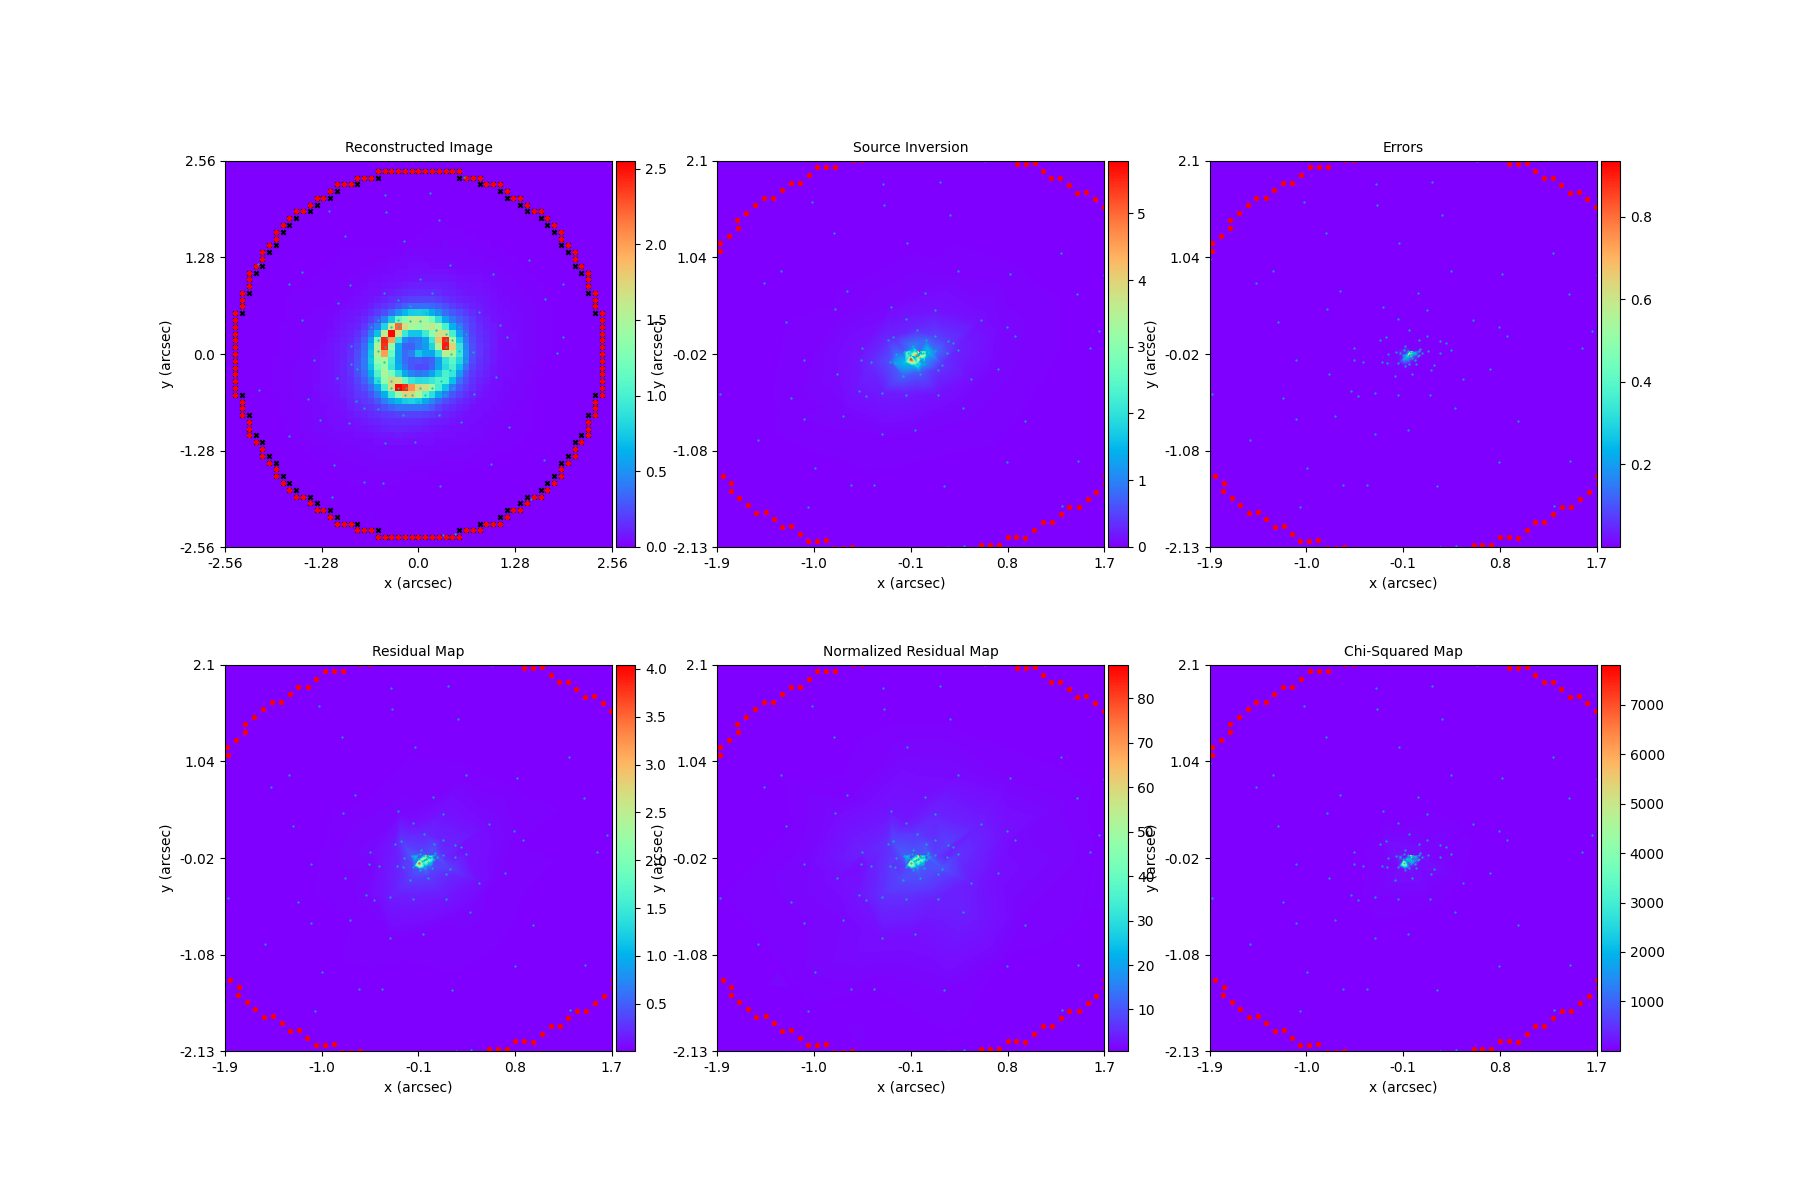 Reconstructed Image
2.56
1.28
0.0
-1.28
-2.56
y (arcsec)
-2.56 -1.28 0.0 1.28 2.56
x (arcsec)
2.5
2.0
1.5
1.0
0.5
0.0
Source Inversion
2.1
1.04
-0.02
-1.08
-2.13
y (arcsec)
-1.9 -1.0 -0.1 0.8 1.7
x (arcsec)
5
4
3
2
1
0
Errors
2.1
1.04
-0.02
-1.08
-2.13
y (arcsec)
-1.9 -1.0 -0.1 0.8 1.7
x (arcsec)
0.8
0.6
0.4
0.2
Residual Map
2.1
1.04
-0.02
-1.08
-2.13
y (arcsec)
-1.9 -1.0 -0.1 0.8 1.7
x (arcsec)
4.0
3.5
3.0
2.5
2.0
1.5
1.0
0.5
Normalized Residual Map
2.1
1.04
-0.02
-1.08
-2.13
y (arcsec)
-1.9 -1.0 -0.1 0.8 1.7
x (arcsec)
80
70
60
50
40
30
20
10
Chi-Squared Map
2.1
1.04
-0.02
-1.08
-2.13
y (arcsec)
-1.9 -1.0 -0.1 0.8 1.7
x (arcsec)
7000
6000
5000
4000
3000
2000
1000